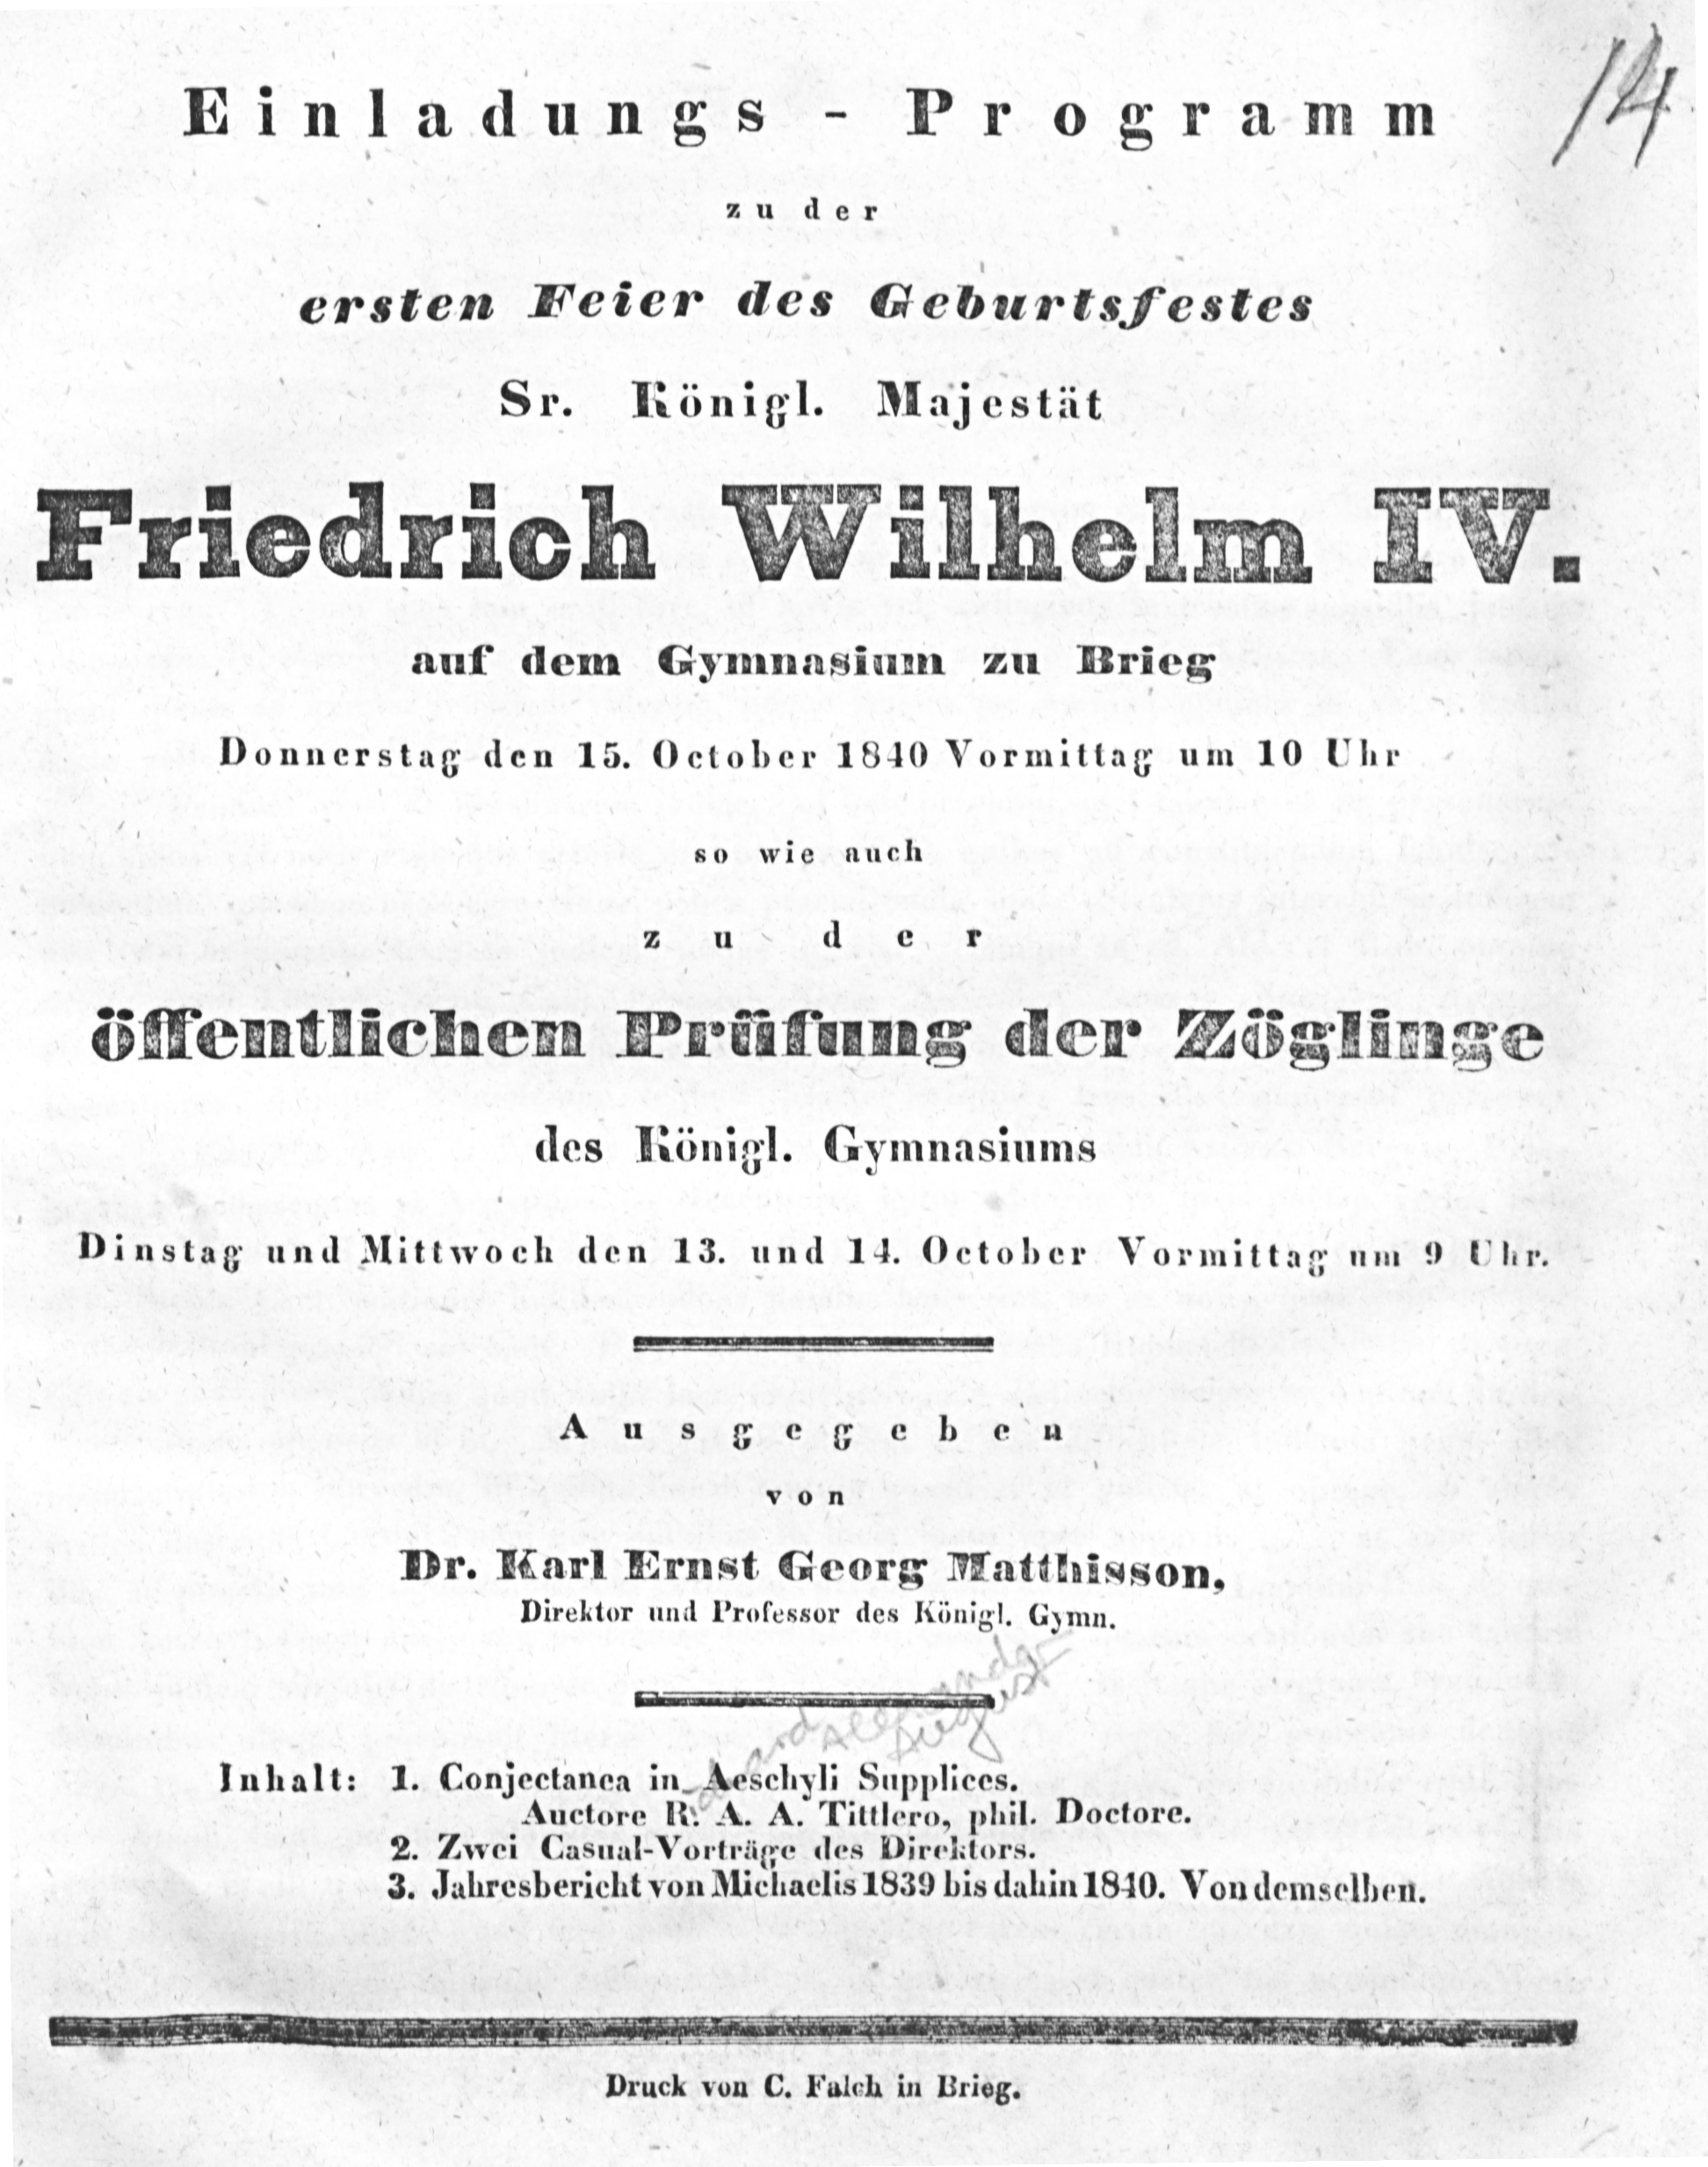 14
Einladungs-Programm
zu der
ersten Feier des Geburtsfestes
Sr. Königl. Majestät
Friedrich Wilhelm IV.
auf dem Gymnasium zu Brieg
Donnerstag den 15. October 1840 Vormittag um 10 Uhr
so wie auch
zu der
öffentlichen Prüfung der Zöglinge
des Königl. Gymnasiums
Dinstag und Mittwoch den 13. und 14. October Vormittag um 9 Uhr.
Ausgegeben
von
Dr. Karl Ernst Georg Matthisson,
Direktor und Professor des Königl. Gymn.
August
Inhalt: 1. Conjectanea in Aeschyli Supplices.
Auctore R. A. A. Tittlero, phil. Doctore.
2. Zwei Casual-Vorträge des Direktors.
3. Jahresbericht von Michaelis 1839 bis dahin 1840. Von demselben.
Druck von C. Falch in Brieg.